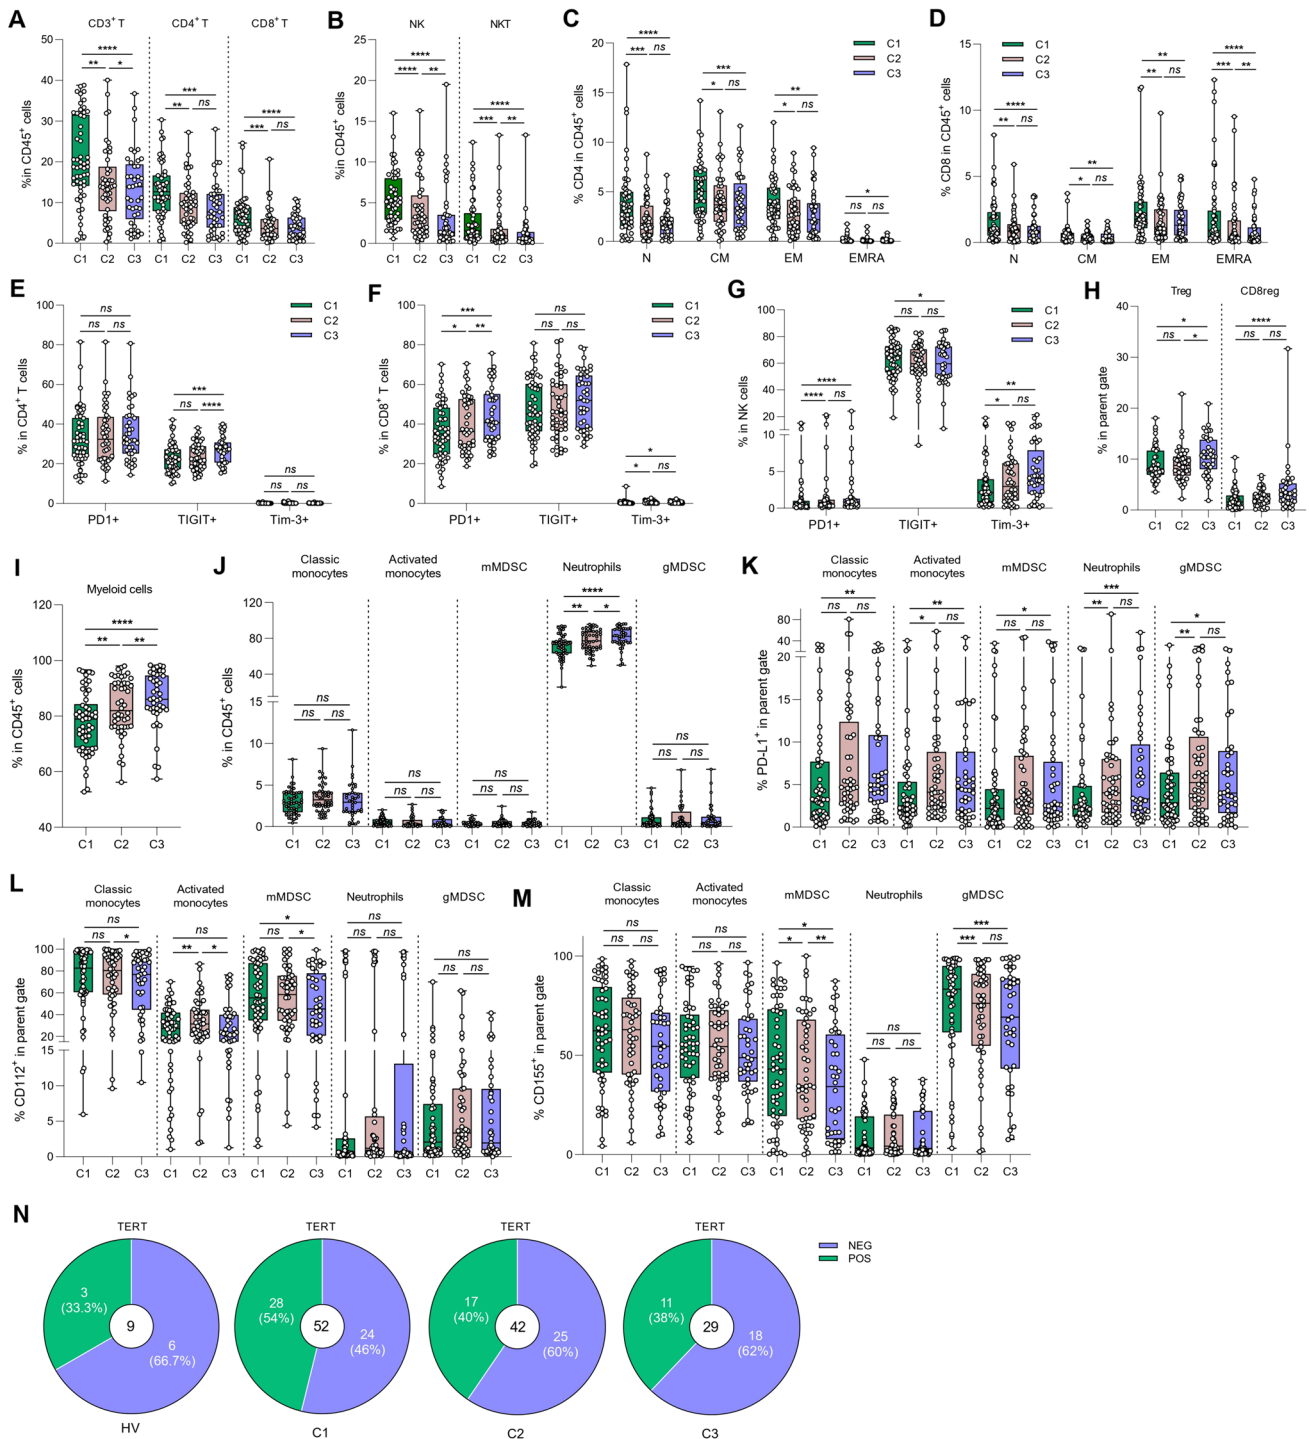 A
CD3⁺ T CD4⁺ T CD8⁺ T
%in CD45⁺ cells
50
40
30
20
10
0
****
** *
***
** ns
****
*** ns
C1 C2 C3 C1 C2 C3 C1 C2 C3
B
NK NKT
%in CD45⁺ cells
25
20
15
10
5
0
****
**** **
****
*** **
C1 C2 C3 C1 C2 C3
C
% CD4 in CD45⁺ cells
20
15
10
5
0
****
*** ns
***
* ns
**
* ns
*
ns ns
N CM EM EMRA
C1
C2
C3
D
% CD8 in CD45⁺ cells
15
10
5
0
****
** ns
**
* ns
**
** ns
****
*** **
N CM EM EMRA
C1
C2
C3
E
% in CD4⁺ T cells
100
80
60
40
20
0
ns
ns ns
***
ns ****
ns
ns ns
PD1+ TIGIT+ Tim-3+
C1
C2
C3
F
% in CD8⁺ T cells
100
80
60
40
20
0
***
* **
ns
ns ns
*
* ns
PD1+ TIGIT+ Tim-3+
C1
C2
C3
G
% in NK cells
100
80
60
40
20
10
5
0
****
**** ns
*
ns ns
**
* ns
PD1+ TIGIT+ Tim-3+
C1
C2
C3
H
Treg CD8reg
% in parent gate
40
30
20
10
0
*
ns *
****
ns ns
C1 C2 C3 C1 C2 C3
I
Myeloid cells
% in CD45⁺ cells
120
100
80
60
40
****
** **
C1 C2 C3
J
Classic monocytes
Activated monocytes
mMDSC
Neutrophils
gMDSC
% in CD45⁺ cells
120
80
40
15
10
5
0
ns
ns ns
ns
ns ns
ns
ns ns
****
** *
ns
ns ns
C1 C2 C3 C1 C2 C3 C1 C2 C3 C1 C2 C3 C1 C2 C3
K
Classic monocytes
Activated monocytes
mMDSC
Neutrophils
gMDSC
% PD-L1⁺ in parent gate
80
60
40
20
20
15
10
5
0
**
ns ns
**
* ns
*
ns ns
***
** ns
*
** ns
C1 C2 C3 C1 C2 C3 C1 C2 C3 C1 C2 C3 C1 C2 C3
L
Classic monocytes
Activated monocytes
mMDSC
Neutrophils
gMDSC
% CD112⁺ in parent gate
100
80
60
40
20
15
10
5
0
ns
ns *
ns
** *
*
ns *
ns
ns ns
ns
ns ns
C1 C2 C3 C1 C2 C3 C1 C2 C3 C1 C2 C3 C1 C2 C3
M
Classic monocytes
Activated monocytes
mMDSC
Neutrophils
gMDSC
% CD155⁺ in parent gate
100
50
0
ns
ns ns
ns
ns ns
*
* **
ns
ns ns
***
*** ns
C1 C2 C3 C1 C2 C3 C1 C2 C3 C1 C2 C3 C1 C2 C3
N
TERT
3
(33.3%)
9
6
(66.7%)
HV
TERT
28
(54%)
52
24
(46%)
C1
TERT
17
(40%)
42
25
(60%)
C2
TERT
11
(38%)
29
18
(62%)
C3
NEG
POS